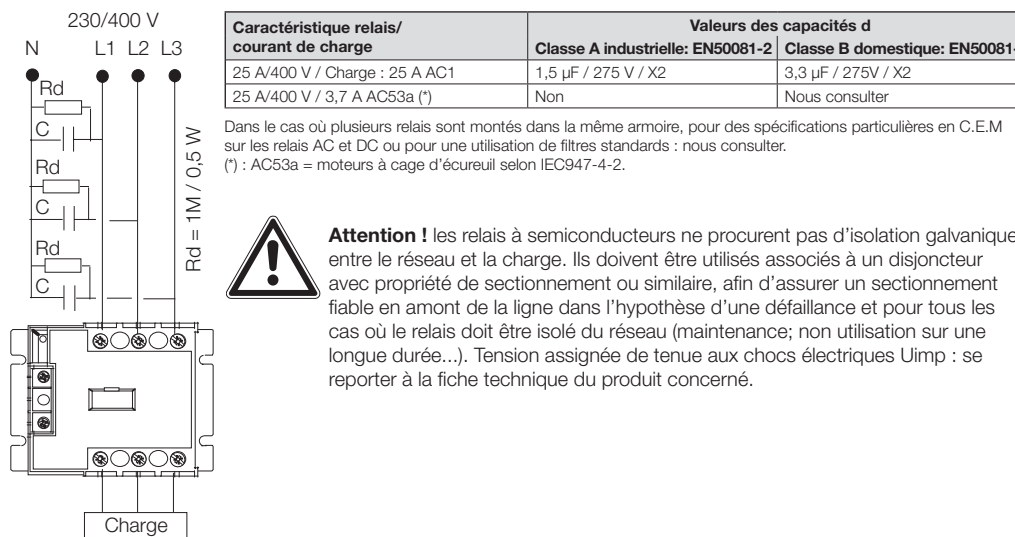 230/400 V
N L1 L2 L3
Rd
C
Rd
C
Rd
C
Rd = 1M / 0,5 W
Charge
Caractéristique relais/
courant de charge
Valeurs des capacités d
Classe A industrielle: EN50081-2
Classe B domestique: EN50081-
25 A/400 V / Charge : 25 A AC1
1,5 µF / 275 V / X2
3,3 µF / 275V / X2
25 A/400 V / 3,7 A AC53a (*)
Non
Nous consulter
Dans le cas où plusieurs relais sont montés dans la même armoire, pour des spécifications particulières en C.E.M
sur les relais AC et DC ou pour une utilisation de filtres standards : nous consulter.
(*) : AC53a = moteurs à cage d'écureuil selon IEC947-4-2.
Attention ! les relais à semiconducteurs ne procurent pas d'isolation galvanique
entre le réseau et la charge. Ils doivent être utilisés associés à un disjoncteur
avec propriété de sectionnement ou similaire, afin d'assurer un sectionnement
fiable en amont de la ligne dans l'hypothèse d'une défaillance et pour tous les
cas où le relais doit être isolé du réseau (maintenance; non utilisation sur une
longue durée...). Tension assignée de tenue aux chocs électriques Uimp : se
reporter à la fiche technique du produit concerné.